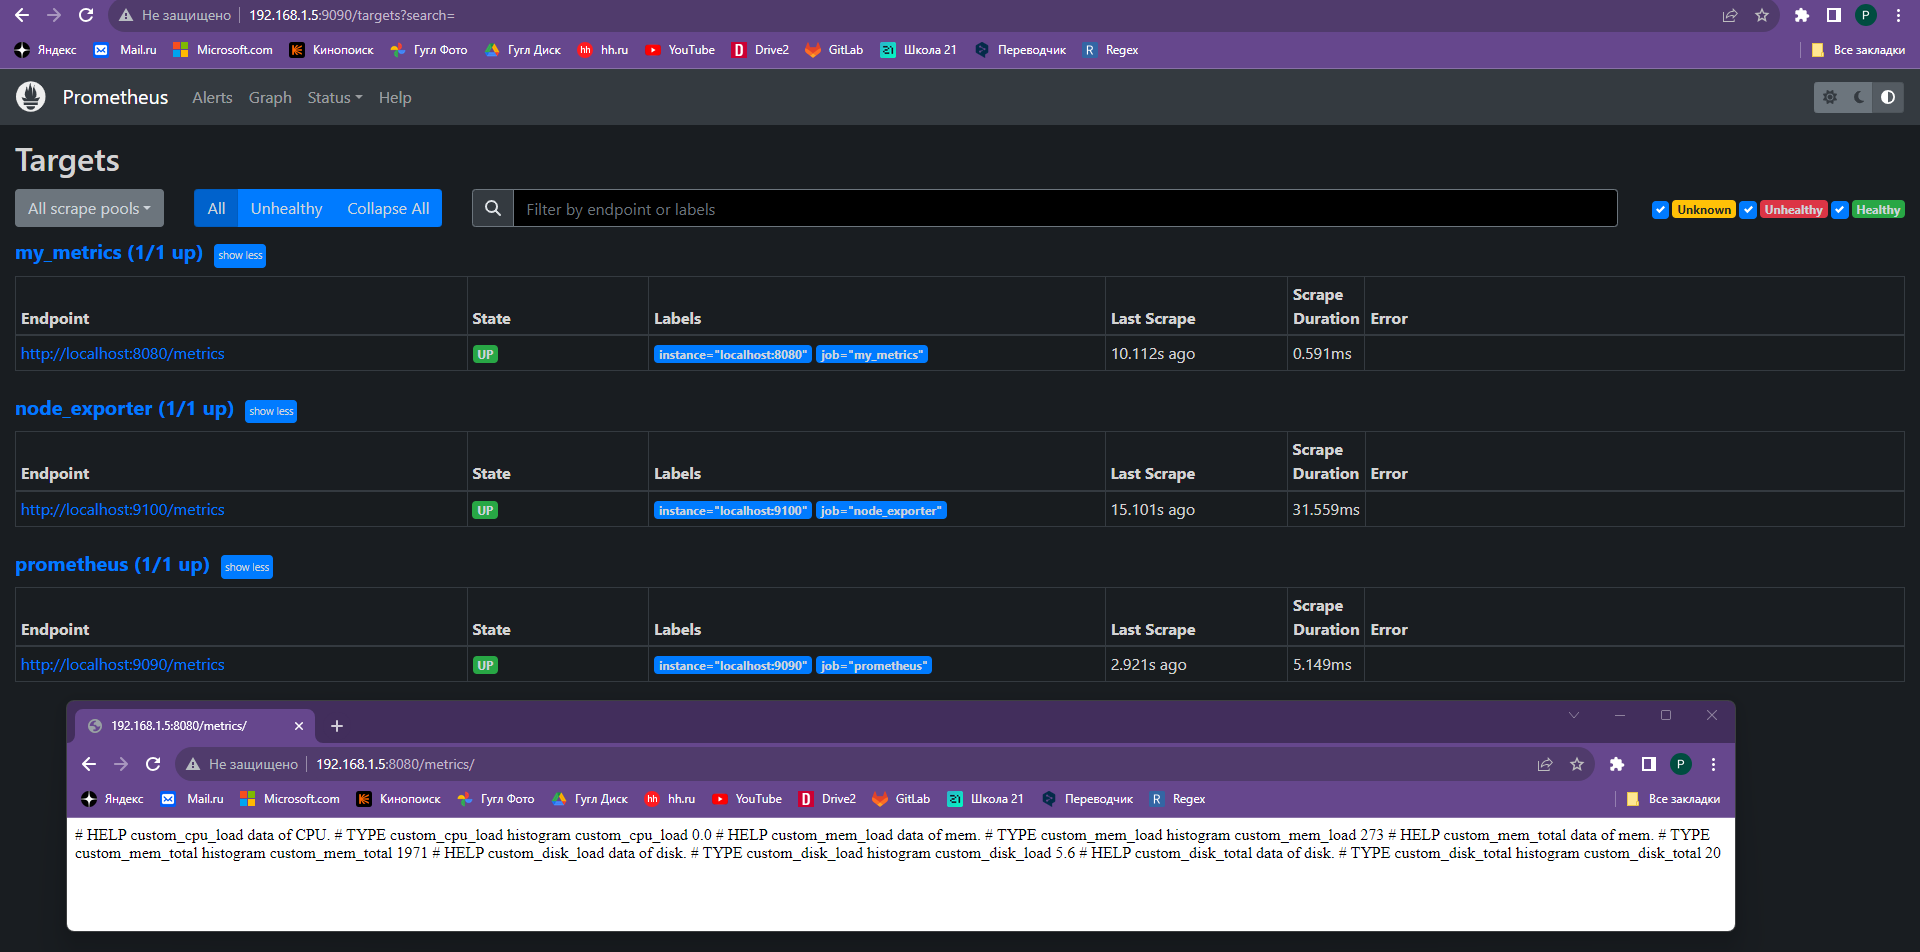 Не защищено 192.168.1.5:9090/targets?search=
Яндекс Mail.ru Microsoft.com Кинопоиск Гугл Фото Гугл Диск hh.ru YouTube Drive2 GitLab Школа 21 Переводчик Regex Все закладки
Prometheus Alerts Graph Status Help
Targets
All scrape pools All Unhealthy Collapse All Filter by endpoint or labels Unknown Unhealthy Healthy
my_metrics (1/1 up) show less
Endpoint State Labels Last Scrape Scrape Duration Error
http://localhost:8080/metrics UP instance="localhost:8080" job="my_metrics" 10.112s ago 0.591ms
node_exporter (1/1 up) show less
Endpoint State Labels Last Scrape Scrape Duration Error
http://localhost:9100/metrics UP instance="localhost:9100" job="node_exporter" 15.101s ago 31.559ms
prometheus (1/1 up) show less
Endpoint State Labels Last Scrape Scrape Duration Error
http://localhost:9090/metrics UP instance="localhost:9090" job="prometheus" 2.921s ago 5.149ms
192.168.1.5:8080/metrics/
Не защищено 192.168.1.5:8080/metrics/
Яндекс Mail.ru Microsoft.com Кинопоиск Гугл Фото Гугл Диск hh.ru YouTube Drive2 GitLab Школа 21 Переводчик Regex Все закладки
# HELP custom_cpu_load data of CPU. # TYPE custom_cpu_load histogram custom_cpu_load 0.0 # HELP custom_mem_load data of mem. # TYPE custom_mem_load histogram custom_mem_load 273 # HELP custom_mem_total data of mem. # TYPE
custom_mem_total histogram custom_mem_total 1971 # HELP custom_disk_load data of disk. # TYPE custom_disk_load histogram custom_disk_load 5.6 # HELP custom_disk_total data of disk. # TYPE custom_disk_total histogram custom_disk_total 20